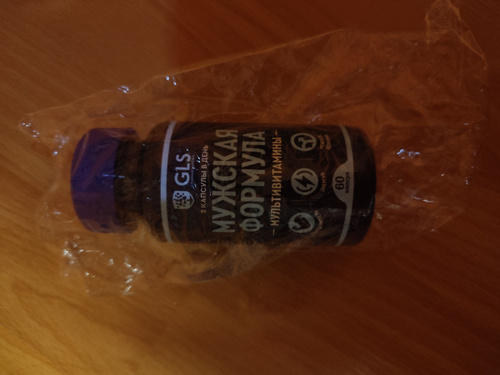 GLS
2 КАПСУЛЫ В ДЕНЬ
МУЖСКАЯ
ФОРМУЛА
МУЛЬТИВИТАМИНЫ
60